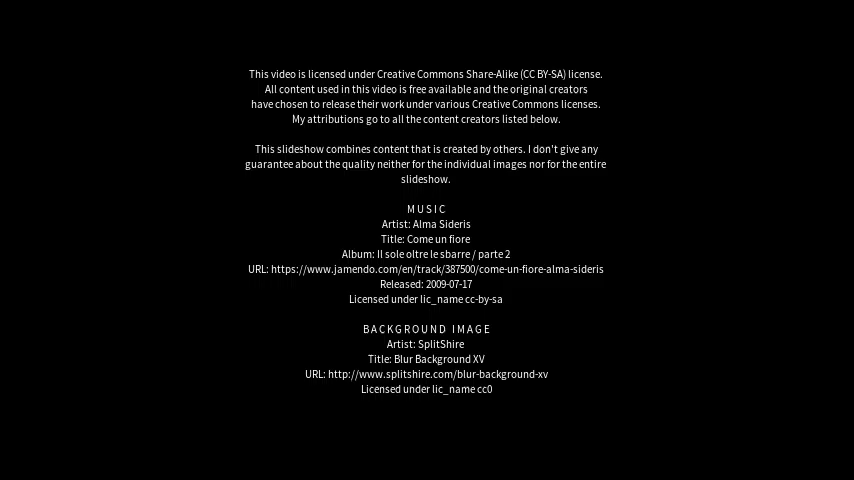 This video is licensed under Creative Commons Share-Alike (CC BY-SA) license.
All content used in this video is free available and the original creators
have chosen to release their work under various Creative Commons licenses.
My attributions go to all the content creators listed below.
This slideshow combines content that is created by others. I don't give any
guarantee about the quality neither for the individual images nor for the entire
slideshow.
MUSIC
Artist: Alma Sideris
Title: Come un fiore
Album: Il sole oltre le sbarre / parte 2
URL: https://www.jamendo.com/en/track/387500/come-un-fiore-alma-sideris
Released: 2009-07-17
Licensed under lic_name cc-by-sa
BACKGROUND IMAGE
Artist: SplitShire
Title: Blur Background XV
URL: http://www.splitshire.com/blur-background-xv
Licensed under lic_name cc0